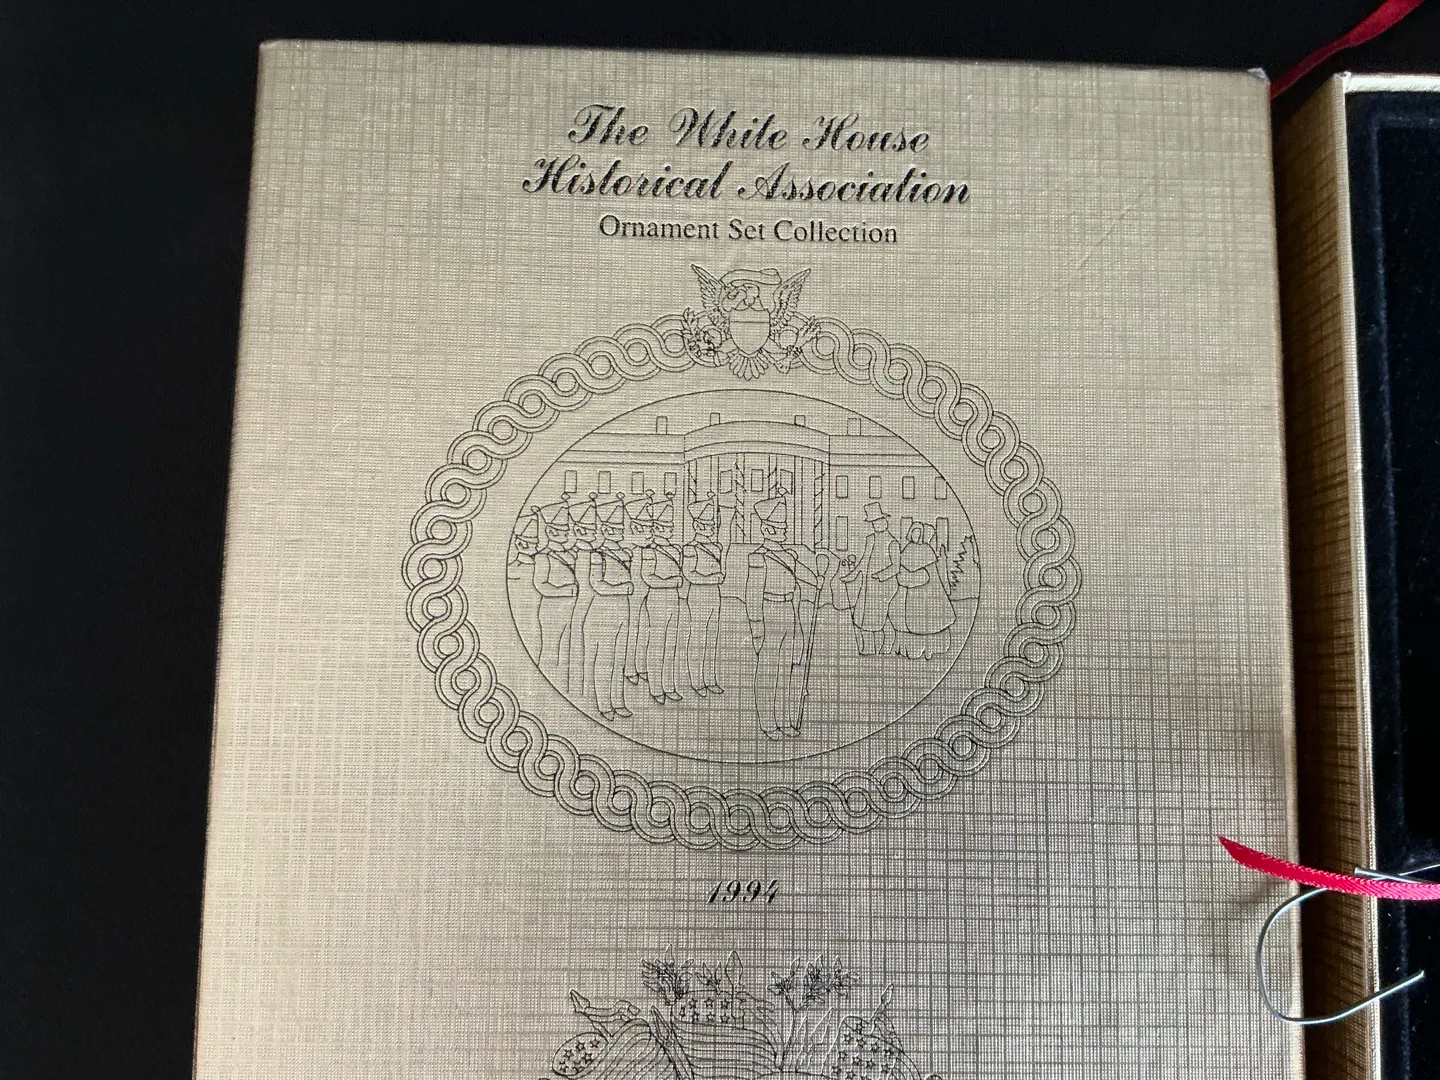 The White House
Historical Association
Ornament Set Collection
1994